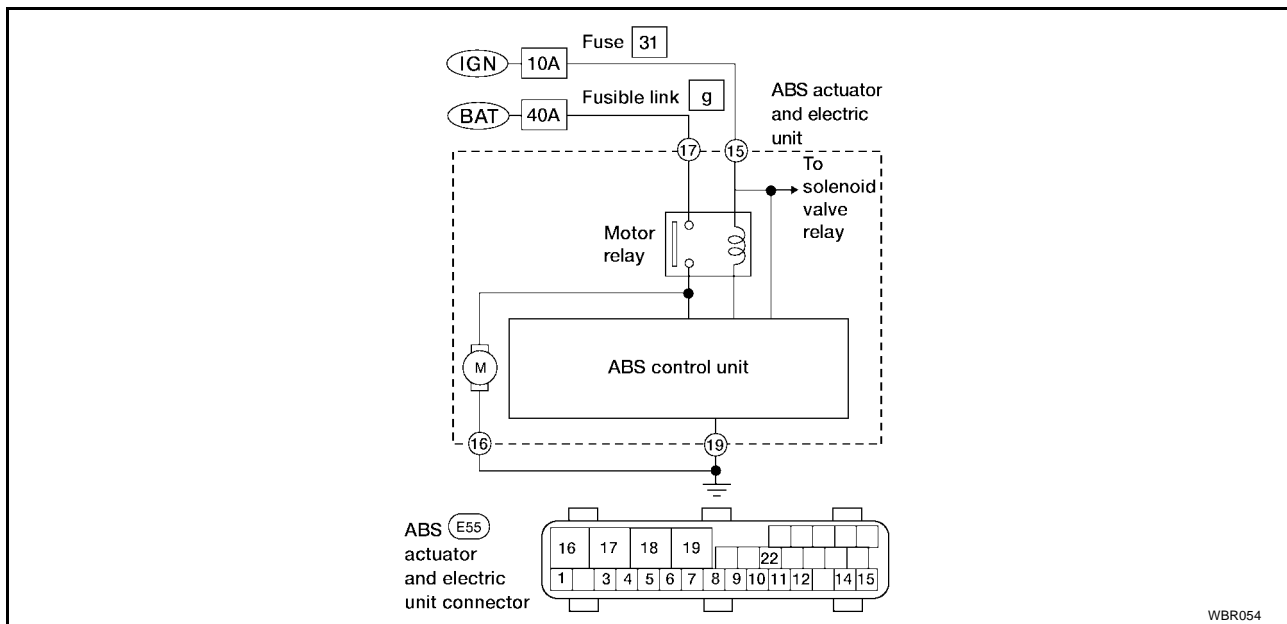 Fuse 31
IGN 10A
Fusible link g
BAT 40A
ABS actuator
and electric
unit
17 15
To
solenoid
valve
relay
Motor
relay
M
ABS control unit
16 19
ABS E55
actuator
and electric
unit connector
16 17 18 19
22
1 3 4 5 6 7 8 9 10 11 12 14 15
WBR054